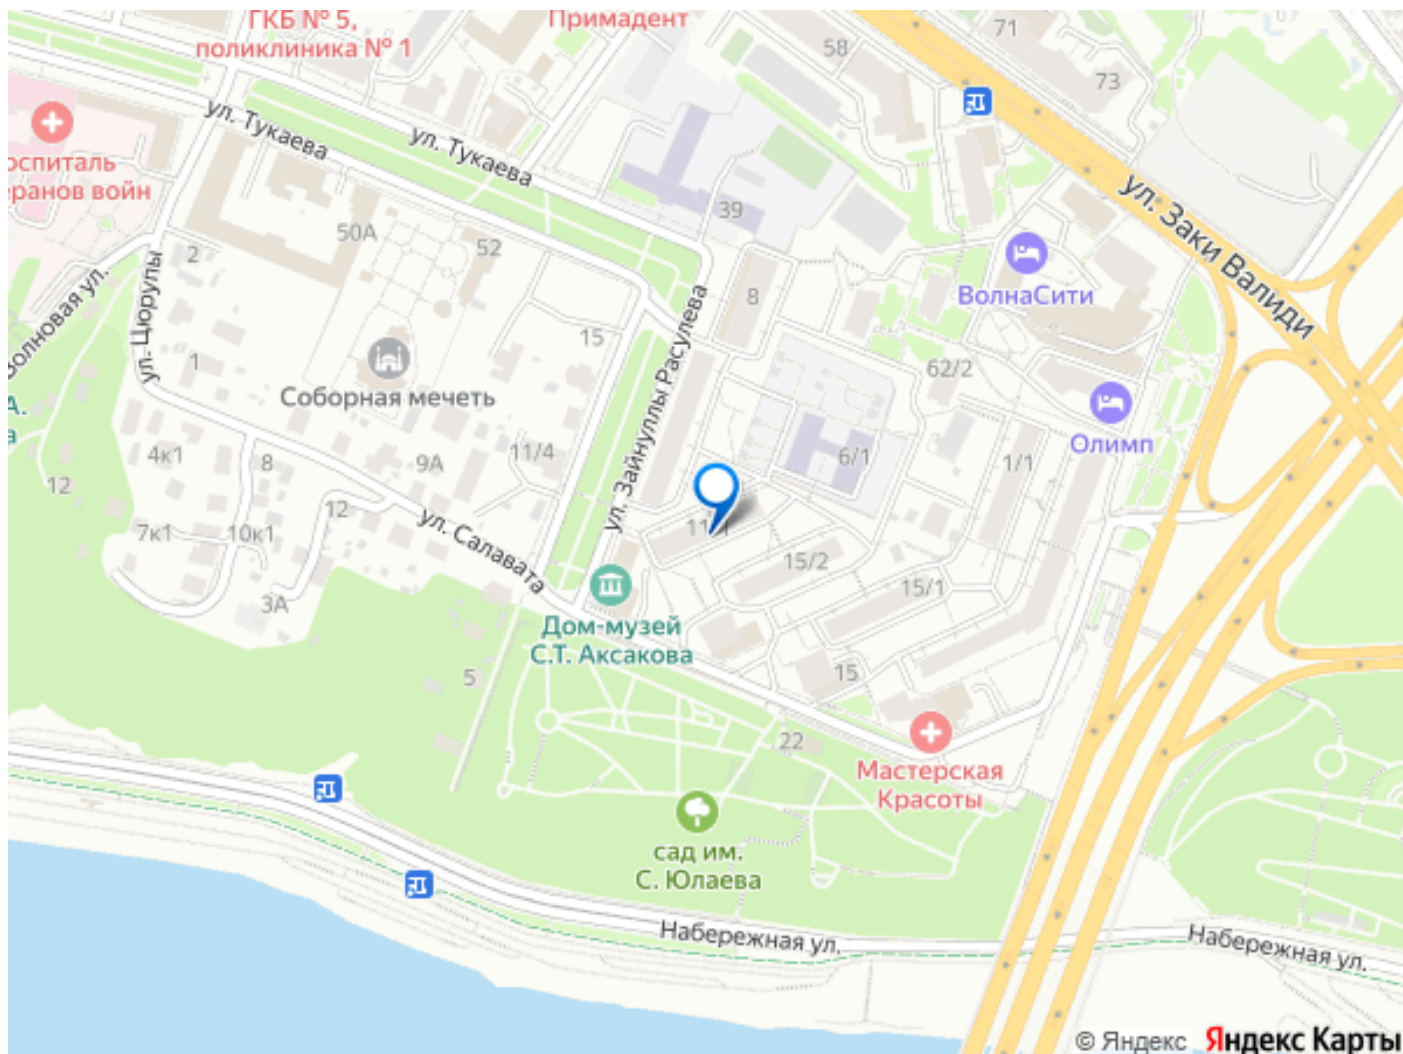 ГКБ № 5,
поликлиника № 1
Примадент
58
71
73
ул. Тукаева
ул. Тукаева
оспиталь
еранов войн
39
ул. Заки Валиди
50А
52
2
Волновая ул.
ул. Цюрупы
ВолнаСити
8
15
1
Соборная мечеть
ул. Зайнуллы Расулева
62/2
Олимп
А.
а
4к1
8
9А
11/4
6/1
1/1
12
12
7к1
10к1
ул. Салавата
15/2
15/1
3А
Дом-музей
С.Т. Аксакова
5
15
22
Мастерская
Красоты
сад им.
С. Юлаева
Набережная ул.
Набережная ул.
© Яндекс Яндекс Карты